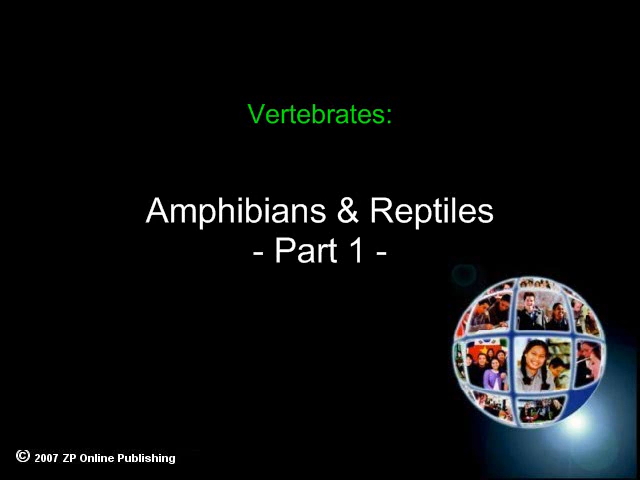 Vertebrates:
Amphibians & Reptiles
- Part 1 -
© 2007 ZP Online Publishing